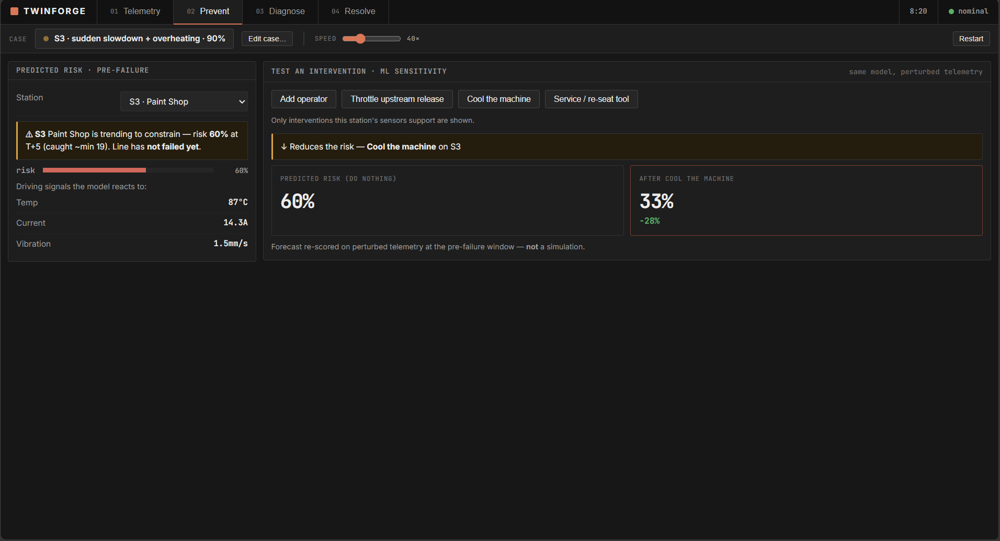 TWINFORGE
01 Telemetry
02 Prevent
03 Diagnose
04 Resolve
8:20
nominal
CASE
S3 · sudden slowdown + overheating · 90%
Edit case...
SPEED
40×
Restart
PREDICTED RISK · PRE-FAILURE
Station
S3 · Paint Shop
⚠ S3 Paint Shop is trending to constrain — risk 60% at
T+5 (caught ~min 19). Line has not failed yet.
risk
60%
Driving signals the model reacts to:
Temp
87°C
Current
14.3A
Vibration
1.5mm/s
TEST AN INTERVENTION · ML SENSITIVITY
same model, perturbed telemetry
Add operator
Throttle upstream release
Cool the machine
Service / re-seat tool
Only interventions this station's sensors support are shown.
↓ Reduces the risk — Cool the machine on S3
PREDICTED RISK (DO NOTHING)
60%
AFTER COOL THE MACHINE
33%
-28%
Forecast re-scored on perturbed telemetry at the pre-failure window — not a simulation.